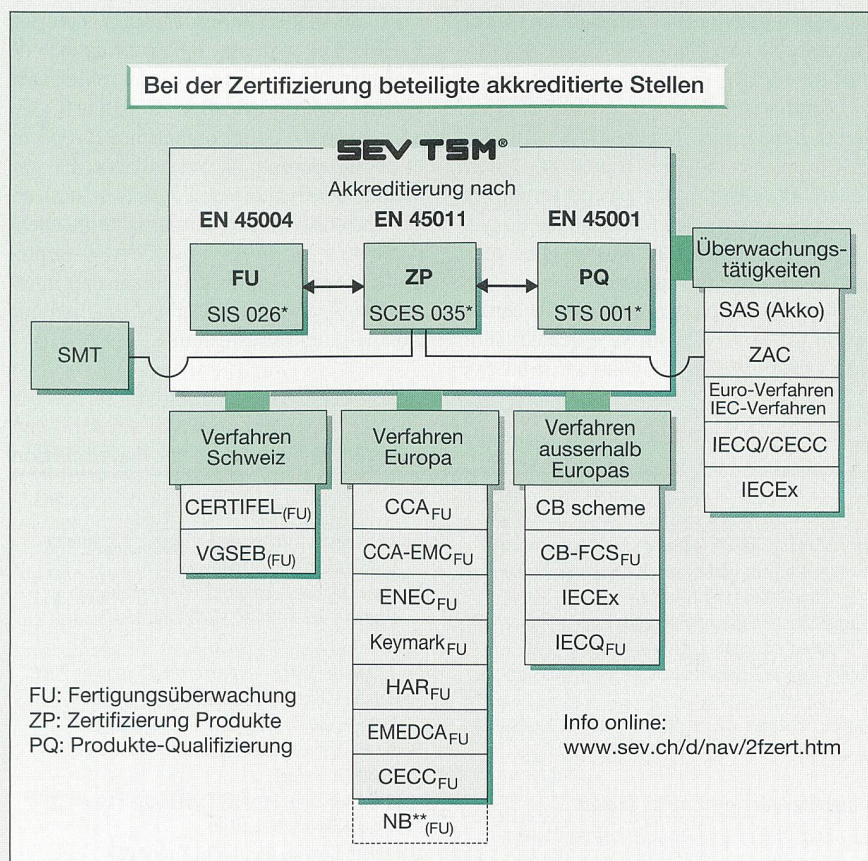 Bei der Zertifizierung beteiligte akkreditierte Stellen
SEV TSM®
Akkreditierung nach
EN 45004
EN 45011
EN 45001
FU
SIS 026*
ZP
SCES 035*
PQ
STS 001*
SMT
Überwachungs-
tätigkeiten
SAS (Akko)
ZAC
Euro-Verfahren
IEC-Verfahren
IECQ/CECC
IECEx
Verfahren
Schweiz
CERTIFEL(FU)
VGSEB(FU)
Verfahren
Europa
CCAFU
CCA-EMCFU
ENECFU
KeymarkFU
HARFU
EMEDCAFU
CECCFU
NB**(FU)
Verfahren
ausserhalb
Europas
CB scheme
CB-FCSFU
IECEx
IECQFU
FU: Fertigungsüberwachung
ZP: Zertifizierung Produkte
PQ: Produkte-Qualifizierung
Info online:
www.sev.ch/d/nav/2fzert.htm